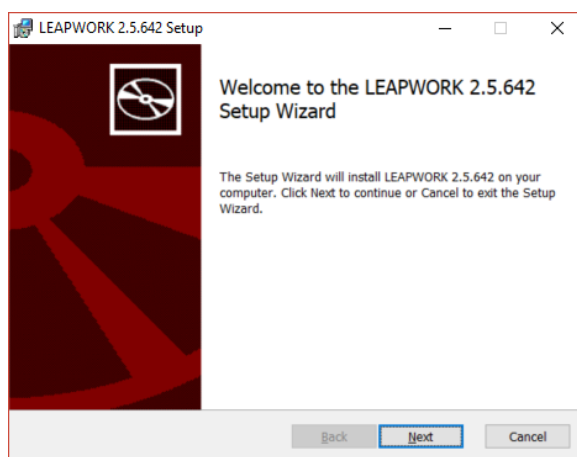 LEAPWORK 2.5.642 Setup
Welcome to the LEAPWORK 2.5.642
Setup Wizard
The Setup Wizard will install LEAPWORK 2.5.642 on your
computer. Click Next to continue or Cancel to exit the Setup
Wizard.
Back Next Cancel